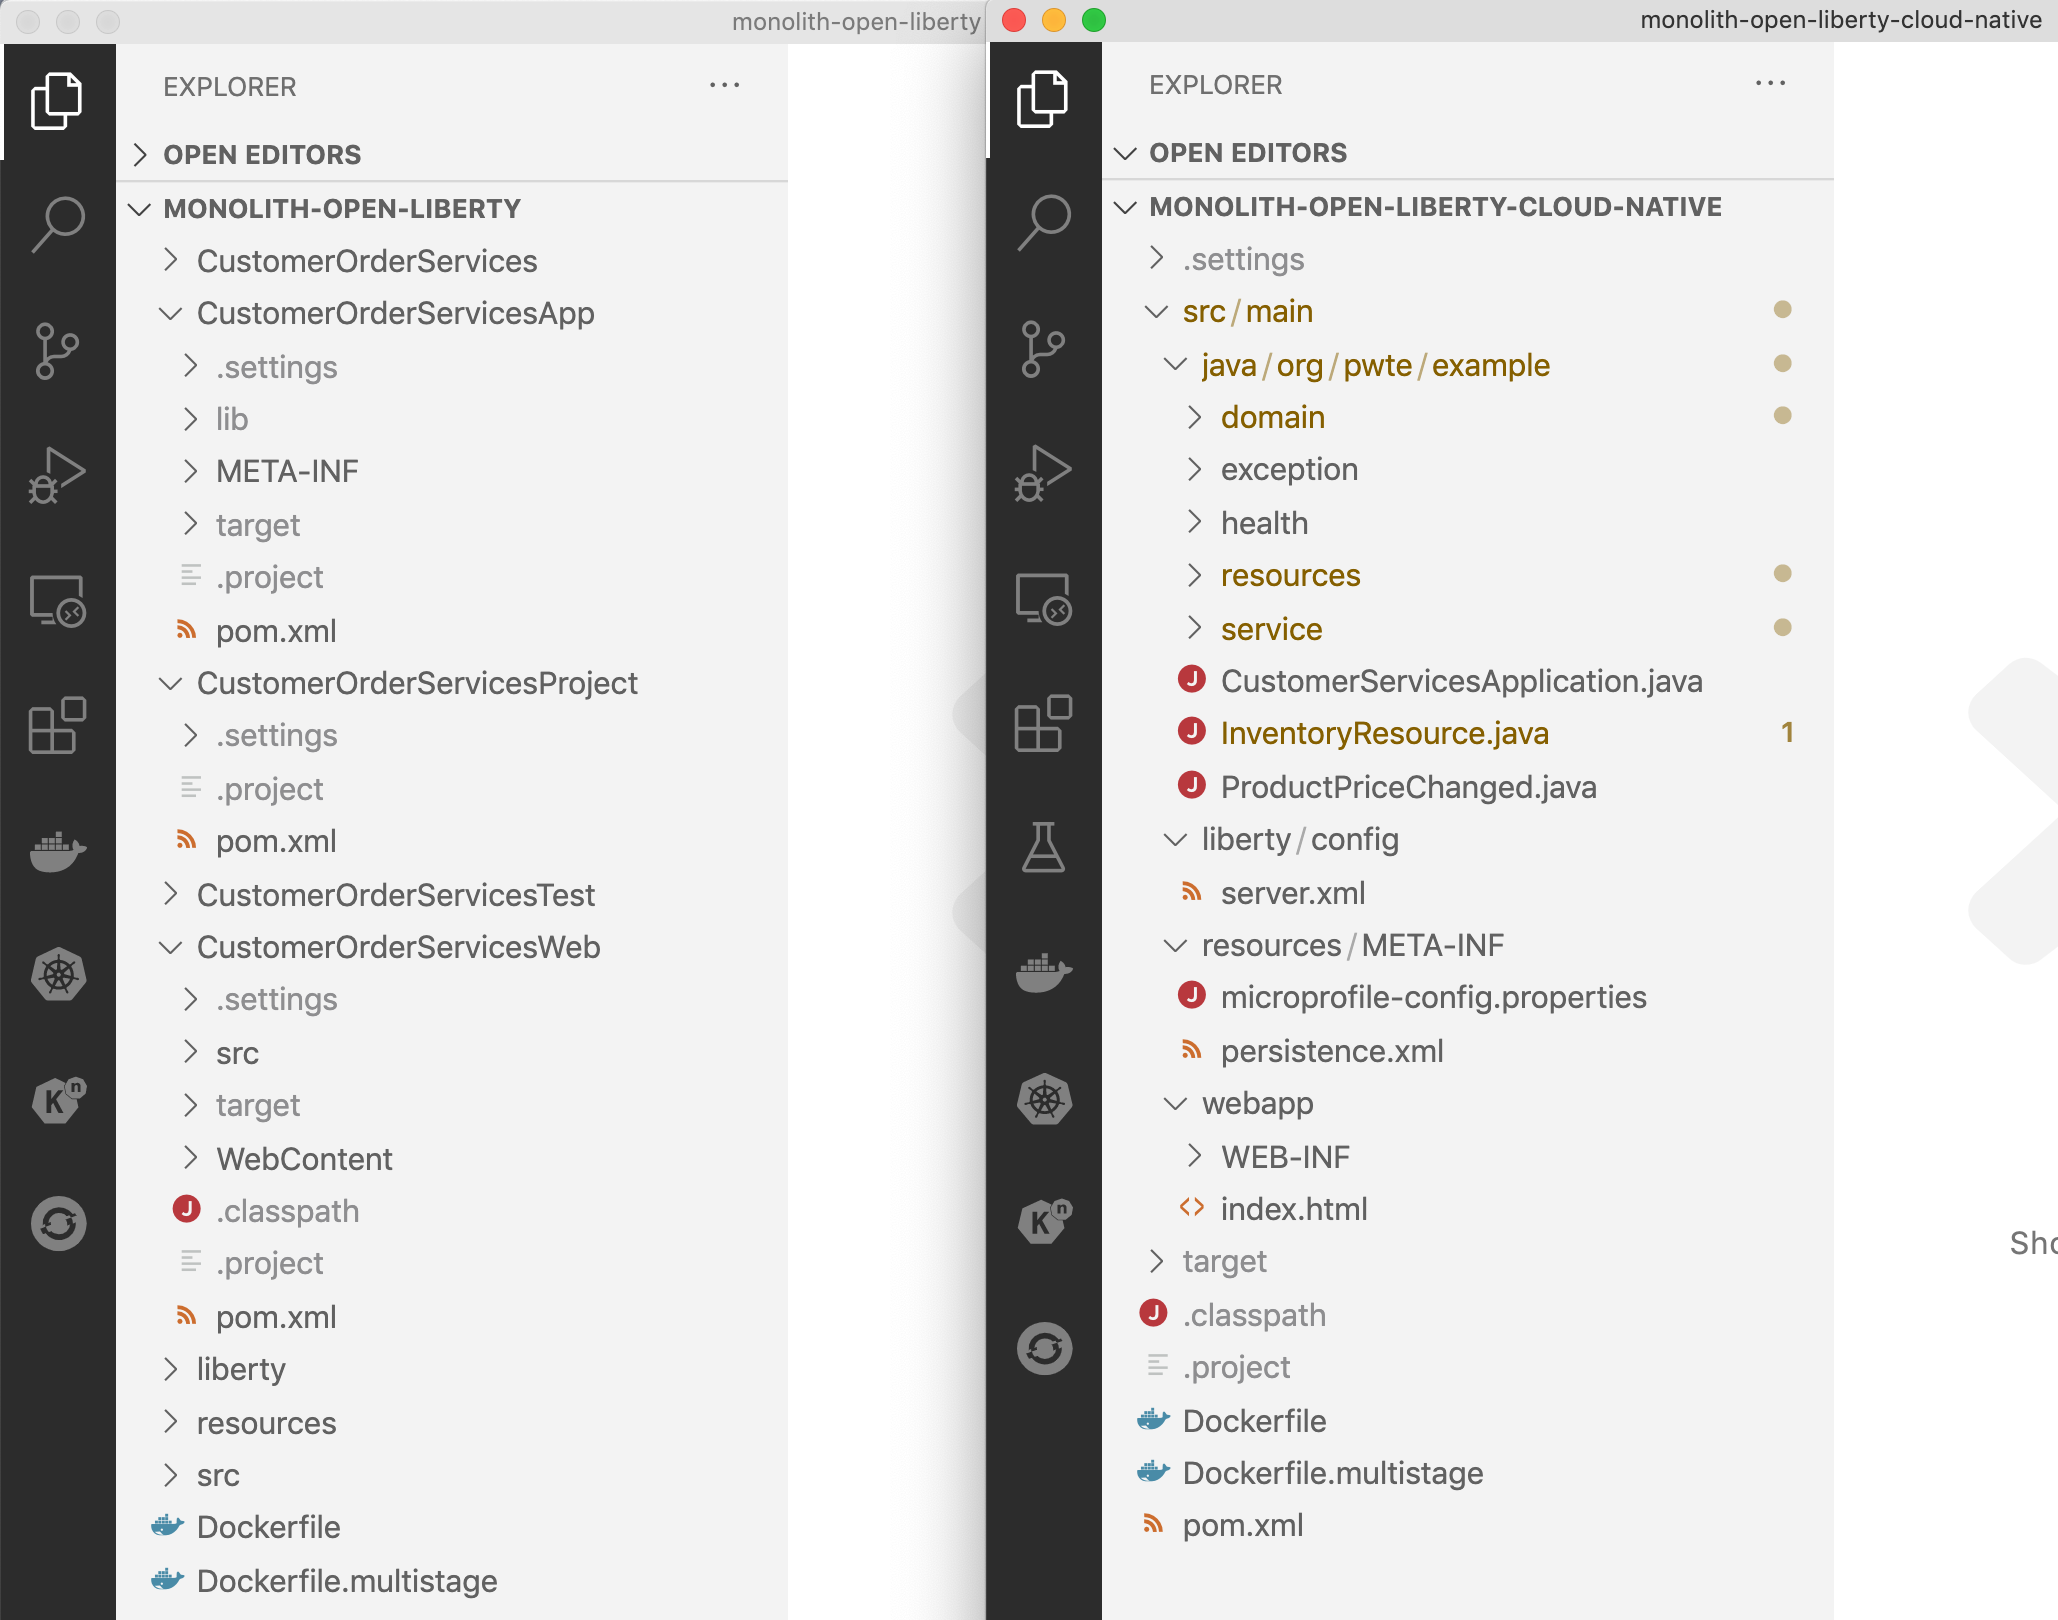 monolith-open-liberty
EXPLORER
OPEN EDITORS
MONOLITH-OPEN-LIBERTY
CustomerOrderServices
CustomerOrderServicesApp
.settings
lib
META-INF
target
.project
pom.xml
CustomerOrderServicesProject
.settings
.project
pom.xml
CustomerOrderServicesTest
CustomerOrderServicesWeb
.settings
src
target
WebContent
J .classpath
.project
pom.xml
liberty
resources
src
Dockerfile
Dockerfile.multistage
K n
monolith-open-liberty-cloud-native
EXPLORER
OPEN EDITORS
MONOLITH-OPEN-LIBERTY-CLOUD-NATIVE
.settings
src/main
java/org/pwte/example
domain
exception
health
resources
service
J CustomerServicesApplication.java
J InventoryResource.java 1
J ProductPriceChanged.java
liberty/config
server.xml
resources/META-INF
J microprofile-config.properties
persistence.xml
webapp
WEB-INF
index.html
target
J .classpath
.project
Dockerfile
Dockerfile.multistage
pom.xml
K n